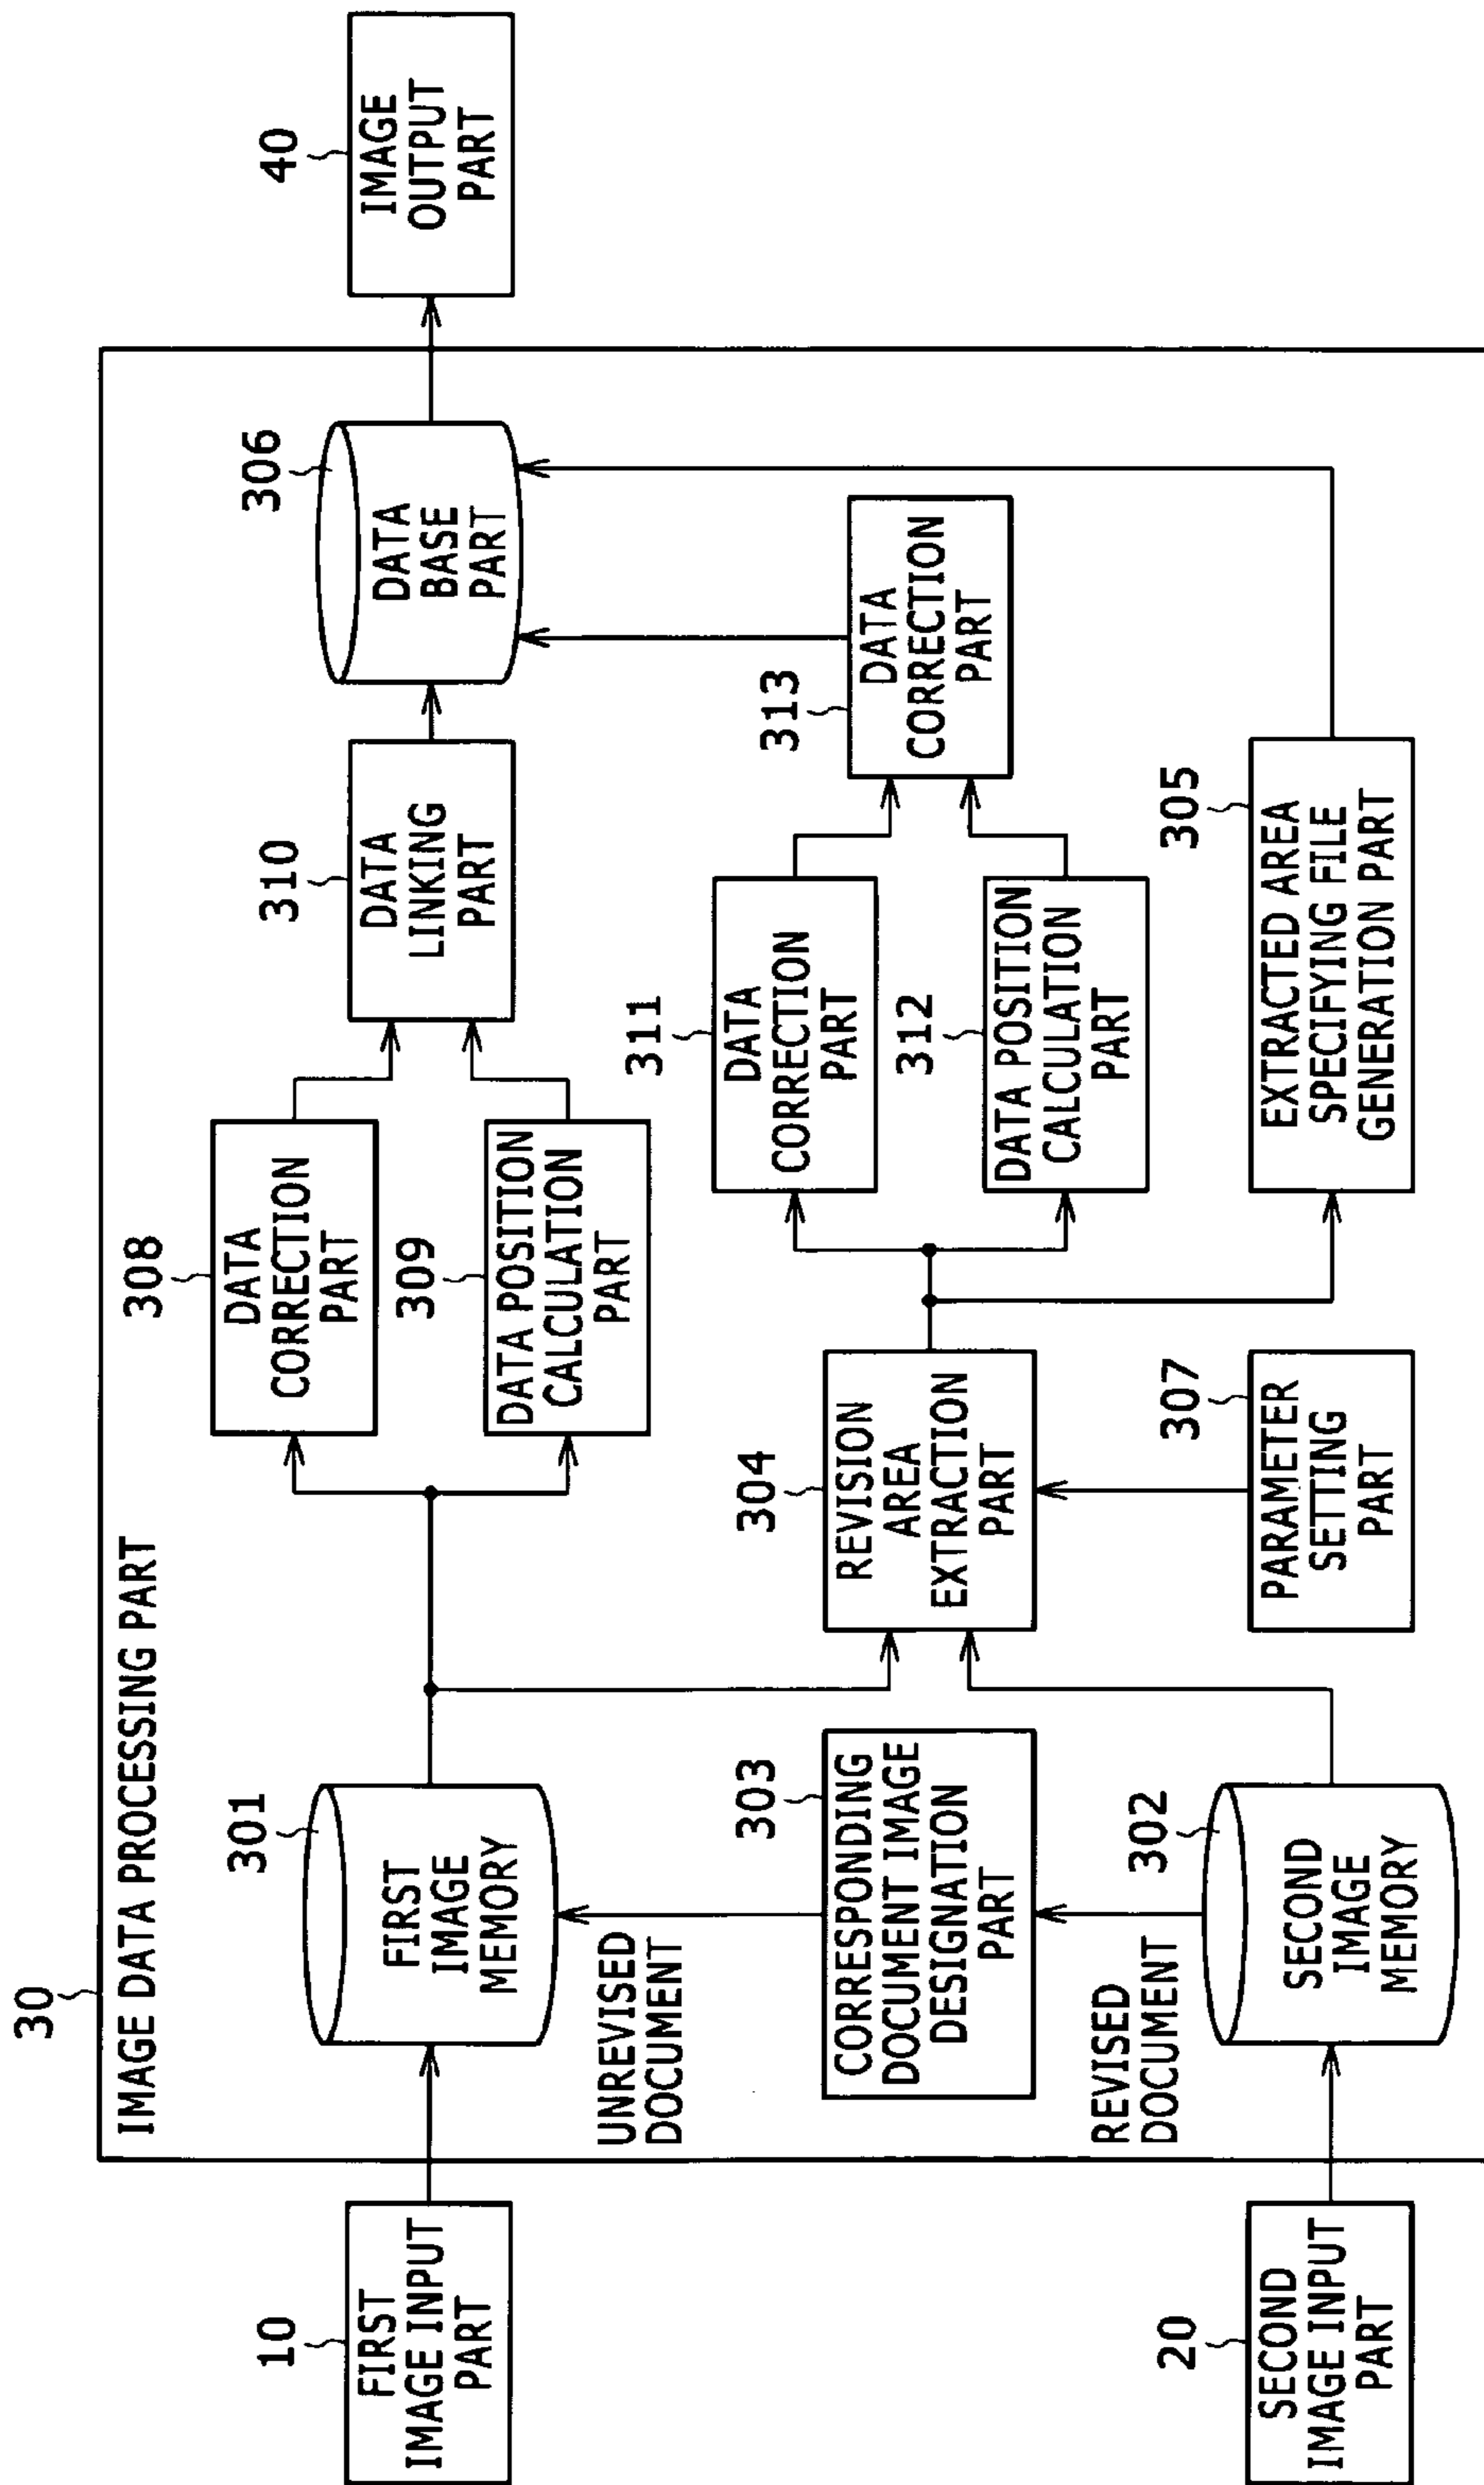 30
IMAGE DATA PROCESSING PART
10
FIRST
IMAGE INPUT
PART
301
FIRST
IMAGE
MEMORY
308
DATA
CORRECTION
PART
309
DATA POSITION
CALCULATION
PART
310
DATA
LINKING
PART
306
DATA
BASE
PART
40
IMAGE
OUTPUT
PART
UNREVISED
DOCUMENT
303
CORRESPONDING
DOCUMENT IMAGE
DESIGNATION
PART
304
REVISION
AREA
EXTRACTION
PART
311
DATA
CORRECTION
PART
312
DATA POSITION
CALCULATION
PART
313
DATA
CORRECTION
PART
REVISED
DOCUMENT
20
SECOND
IMAGE INPUT
PART
302
SECOND
IMAGE
MEMORY
307
PARAMETER
SETTING
PART
305
EXTRACTED AREA
SPECIFYING FILE
GENERATION PART